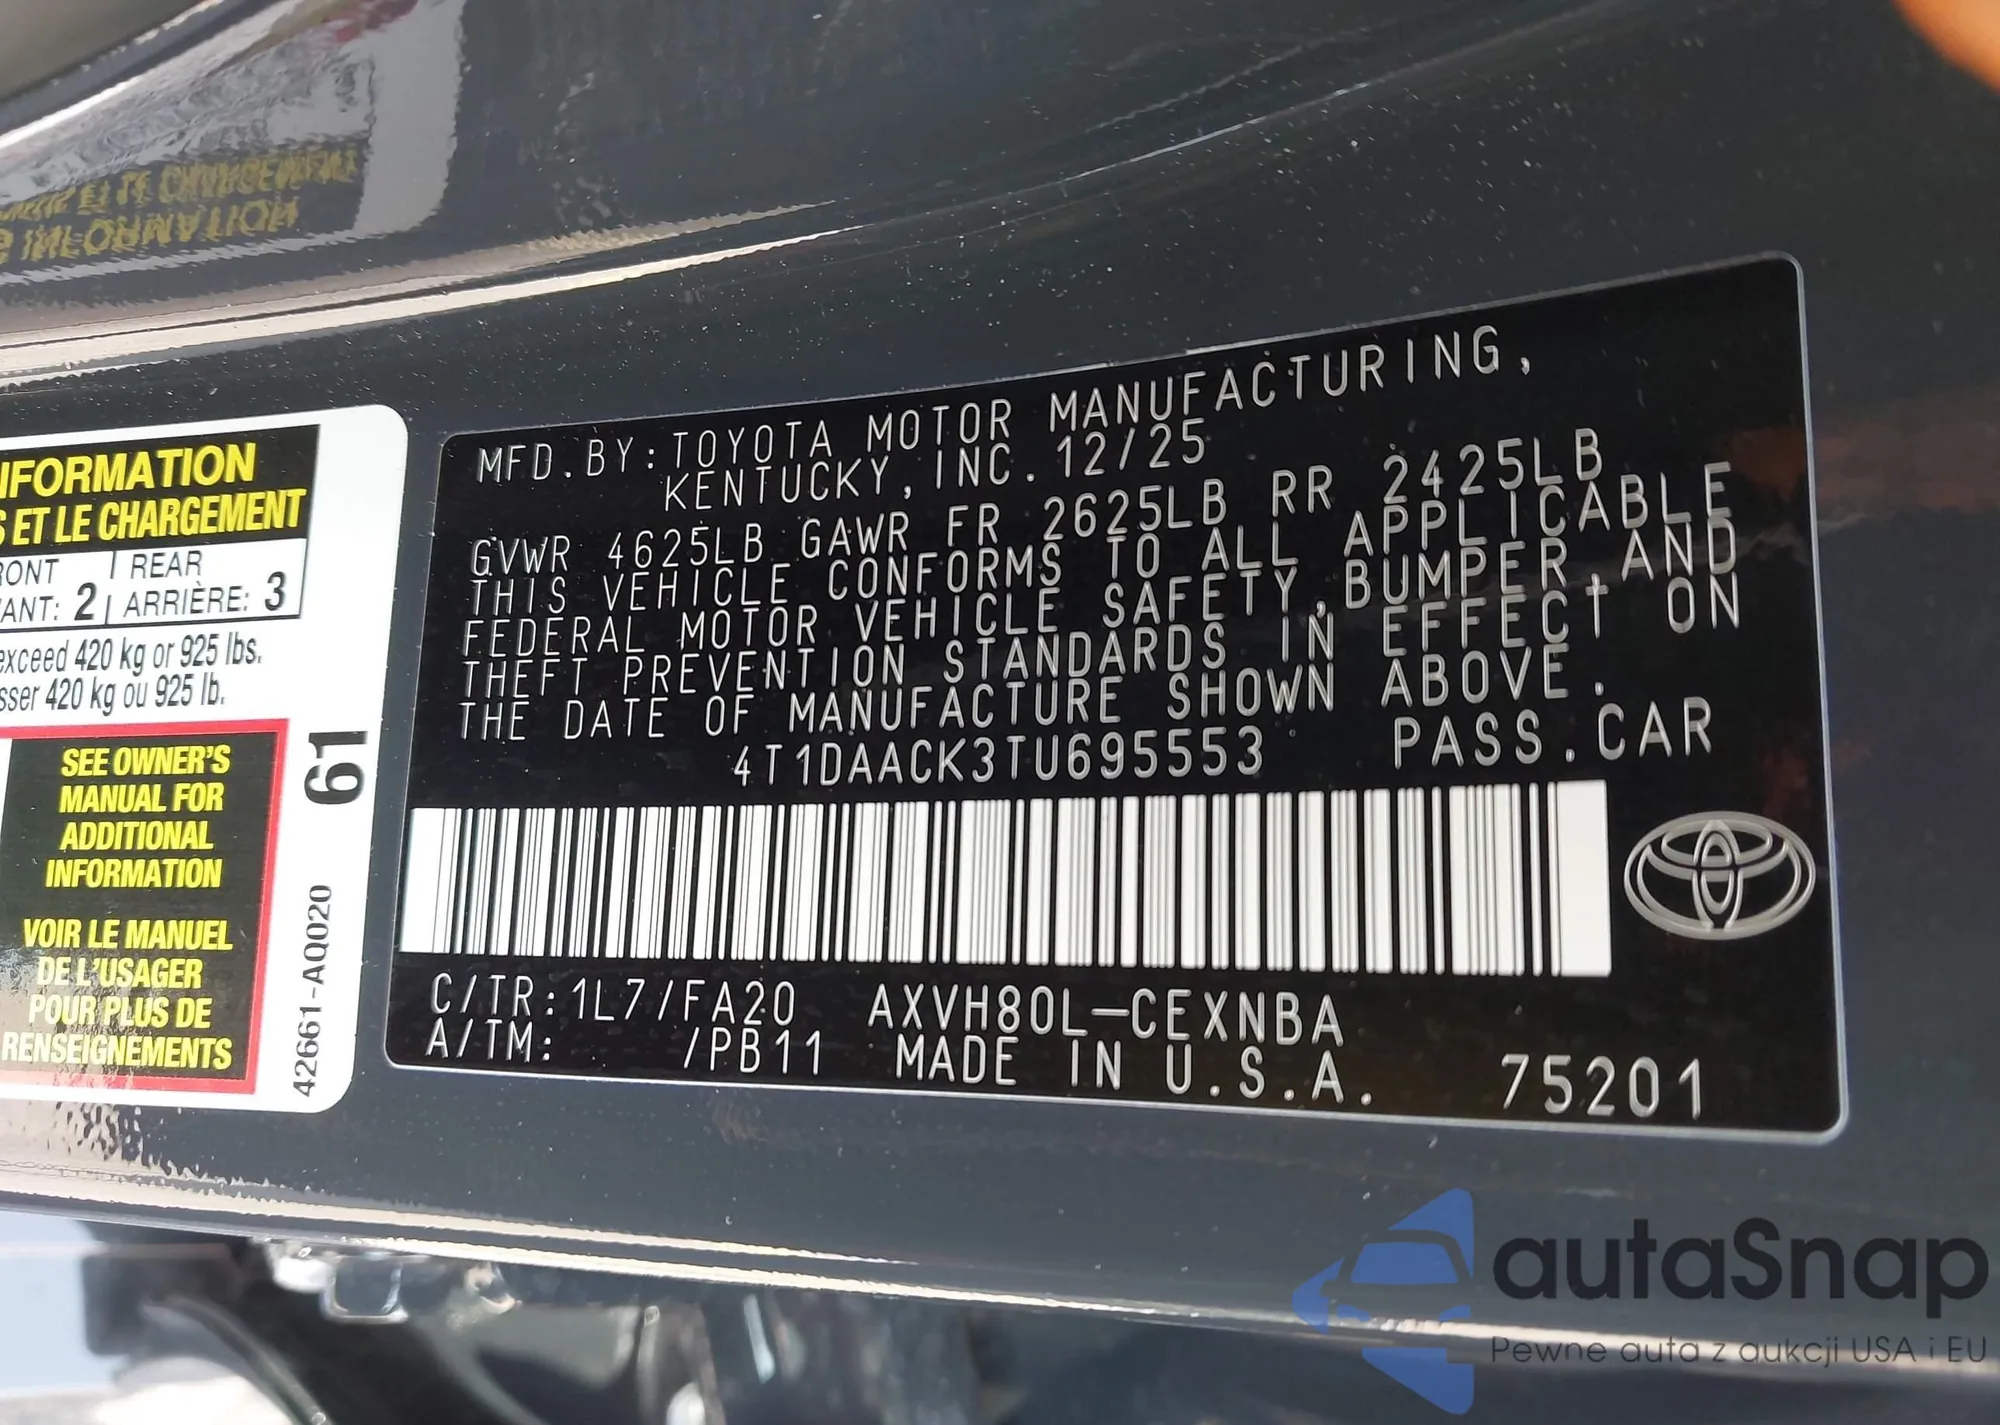 NFORMATION
S ET LE CHARGEMENT
RONT | REAR
ANT: 2 | ARRIÈRE: 3
exceed 420 kg or 925 lbs.
sser 420 kg ou 925 lb.
SEE OWNER'S
MANUAL FOR
ADDITIONAL
INFORMATION
VOIR LE MANUEL
DE L'USAGER
POUR PLUS DE
RENSEIGNEMENTS
61
42661-AQ020
MFD.BY:TOYOTA MOTOR MANUFACTURING,
KENTUCKY,INC.12/25
GVWR 4625LB GAWR FR 2625LB RR 2425LB
THIS VEHICLE CONFORMS TO ALL APPLICABLE
FEDERAL MOTOR VEHICLE SAFETY,BUMPER,AND
THEFT PREVENTION STANDARDS IN EFFECT ON
THE DATE OF MANUFACTURE SHOWN ABOVE.
4T1DAACK3TU695553 PASS.CAR
C/TR:1L7/FA20 AXVH80L-CEXNBA
A/TM: /PB11 MADE IN U.S.A. 75201
autaSnap
Pewne auta z aukcji USA i EU